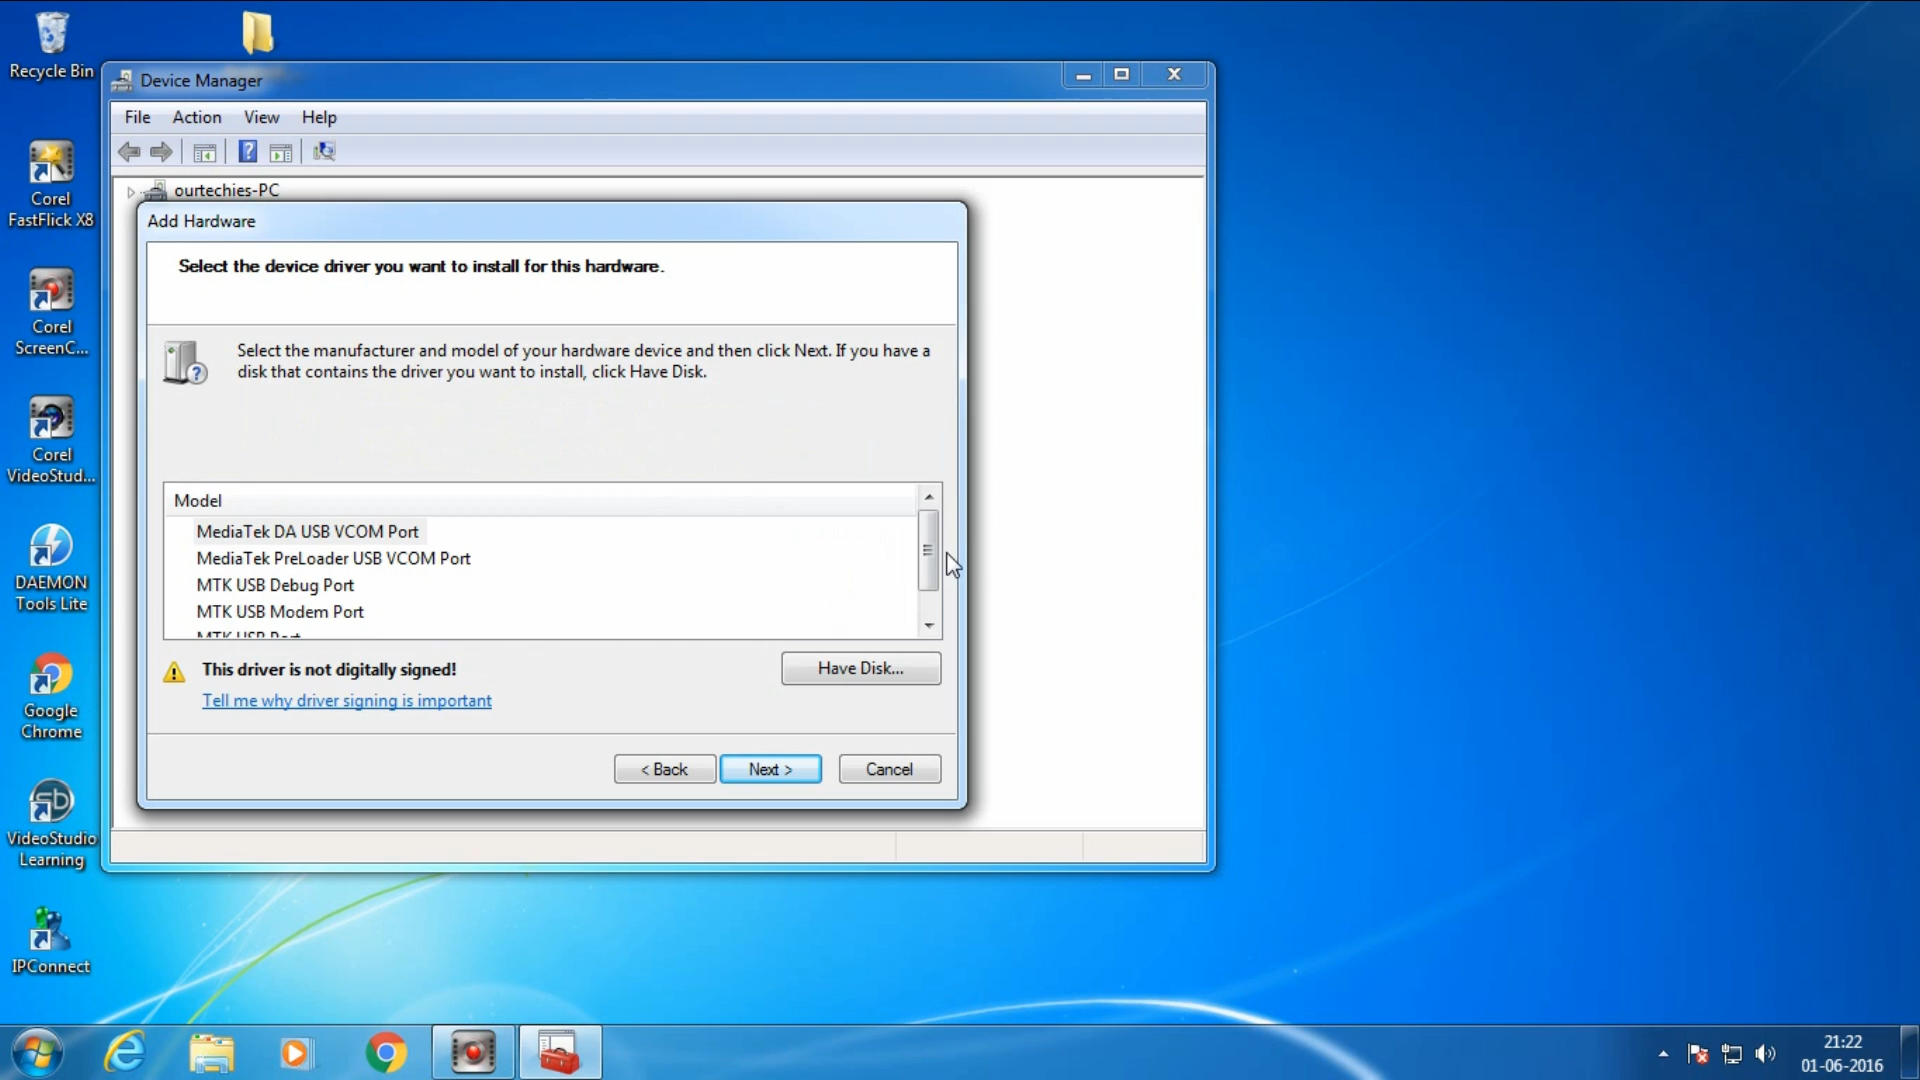 Recycle Bin
Corel
FastFlick X8
Corel
ScreenC...
Corel
VideoStud...
DAEMON
Tools Lite
Google
Chrome
VideoStudio
Learning
IPConnect
Device Manager
File Action View Help
ourtechies-PC
Add Hardware
Select the device driver you want to install for this hardware.
Select the manufacturer and model of your hardware device and then click Next. If you have a
disk that contains the driver you want to install, click Have Disk.
Model
MediaTek DA USB VCOM Port
MediaTek PreLoader USB VCOM Port
MTK USB Debug Port
MTK USB Modem Port
MTK USB Port
This driver is not digitally signed!
Have Disk...
Tell me why driver signing is important
< Back
Next >
Cancel
21:22
01-06-2016